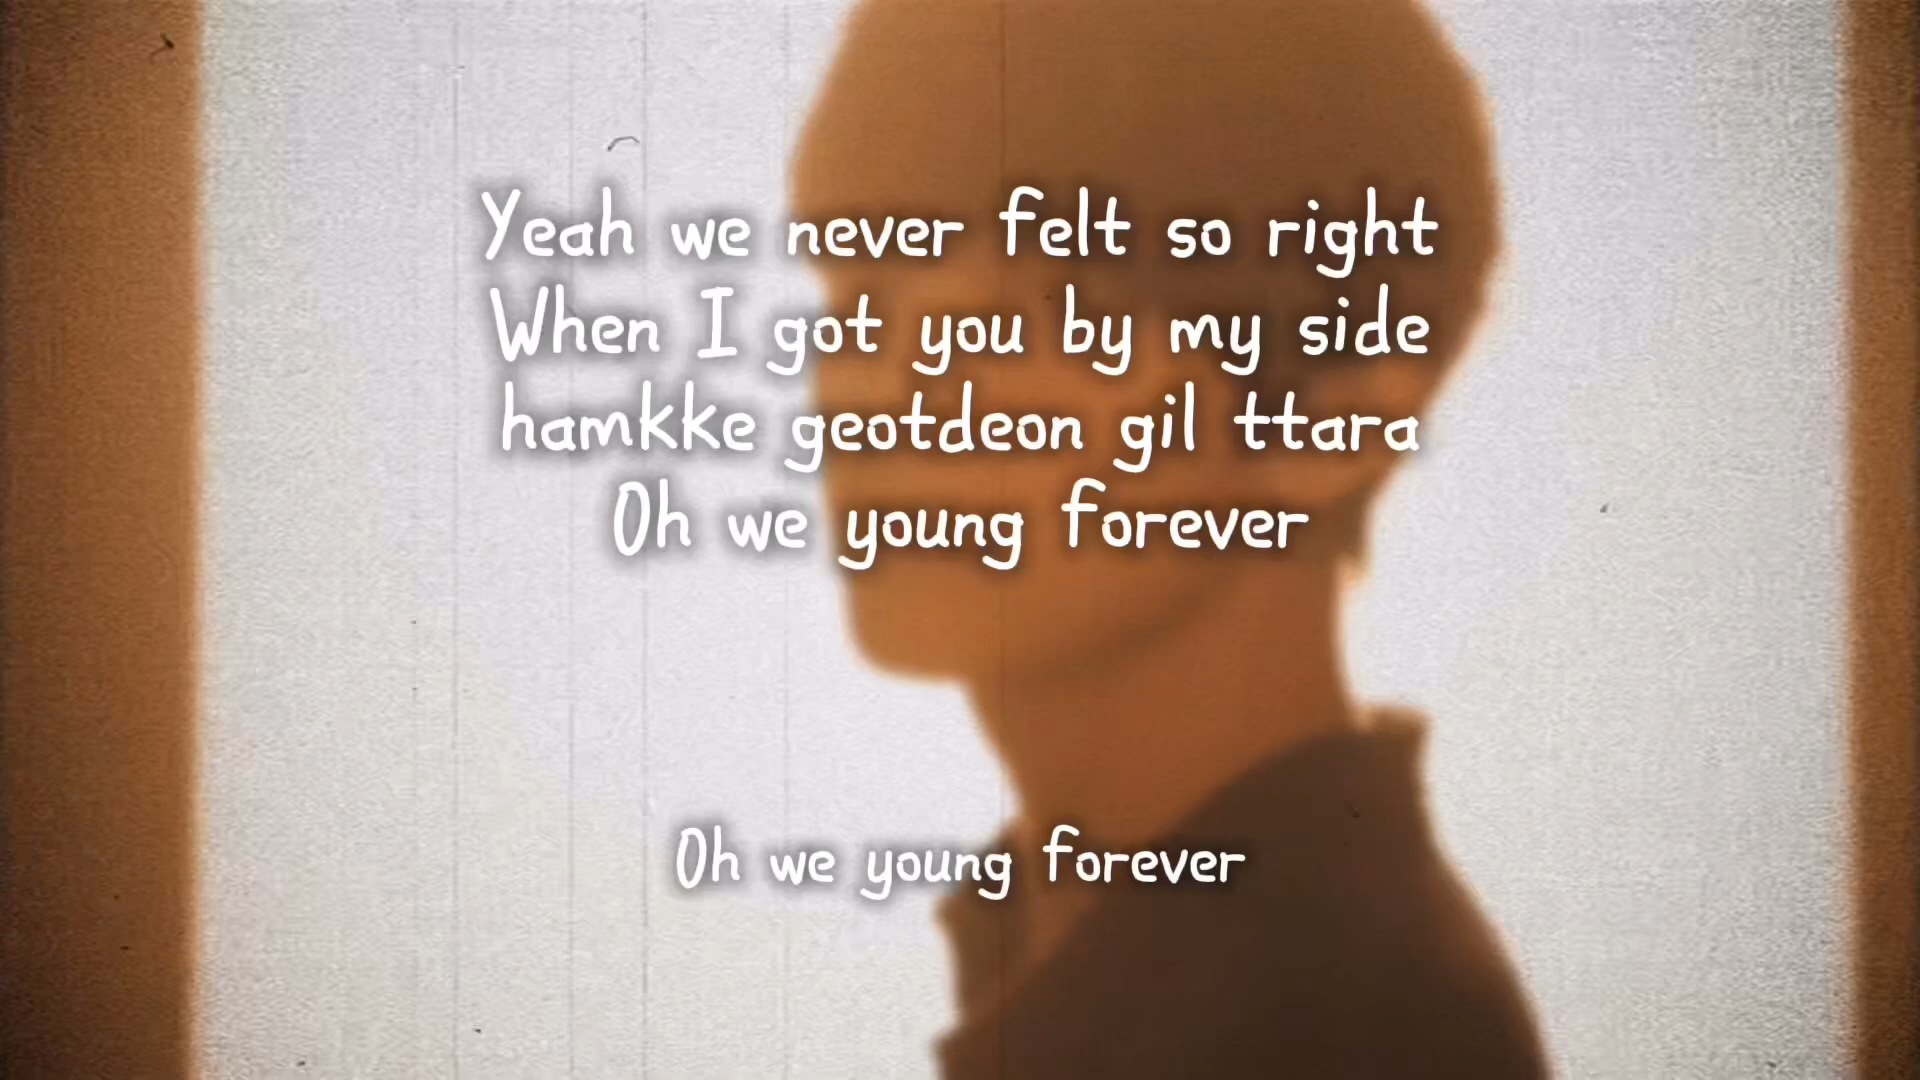 Yeah we never felt so right
When I got you by my side
hamkke geotdeon gil ttara
Oh we young forever
Oh we young forever